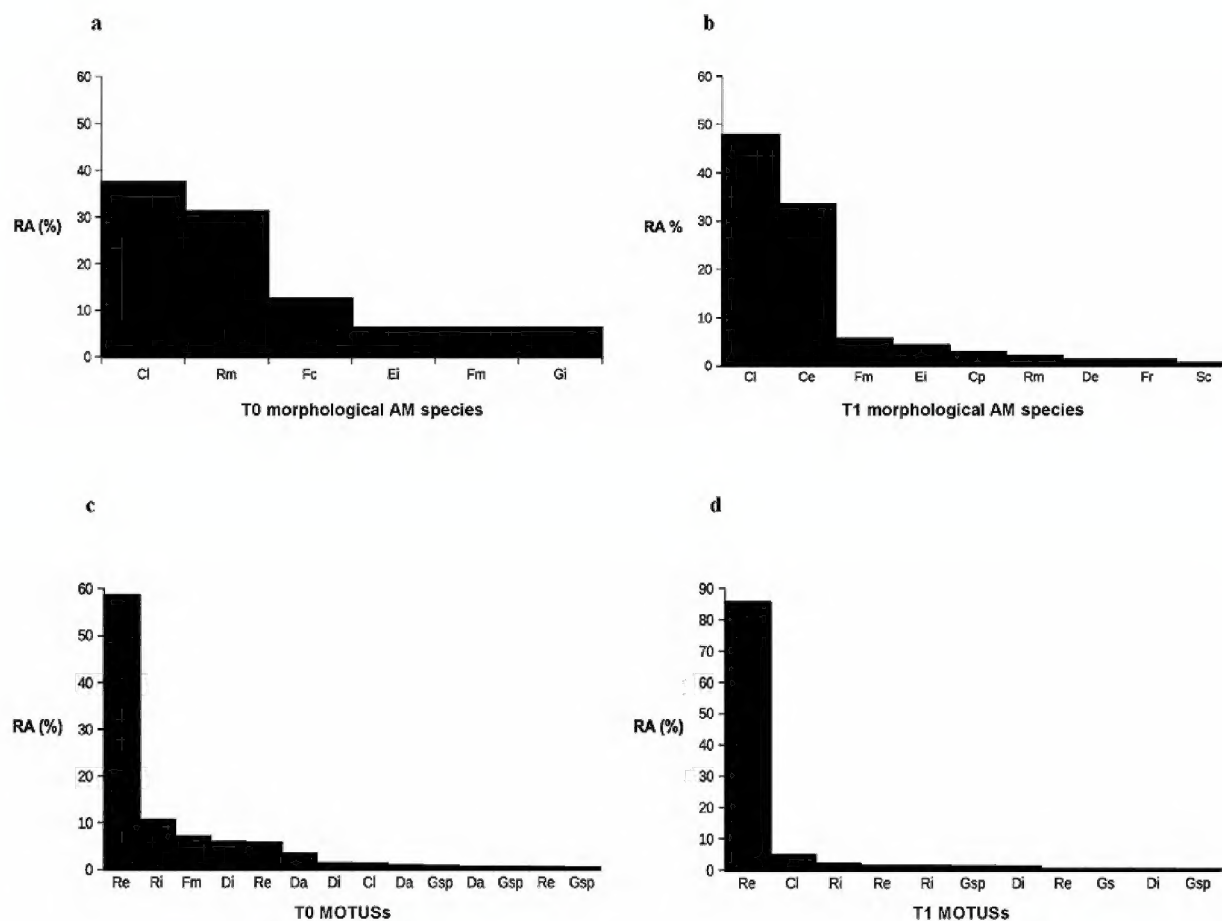 a
60
50
40
30
20
10
0
RA (%)
Cl Rm Fc Ei Fm Gi
T0 morphological AM species
b
60
50
40
30
20
10
0
RA %
Cl Ce Fm Ei Cp Rm De Fr Sc
T1 morphological AM species
c
60
50
40
30
20
10
0
RA (%)
Re Ri Fm Di Re Da Di Cl Da Gsp Da Gsp Re Gsp
T0 MOTUSs
d
90
80
70
60
50
40
30
20
10
0
RA (%)
Re Cl Ri Re Ri Gsp Di Re Gs Di Gsp
T1 MOTUSs